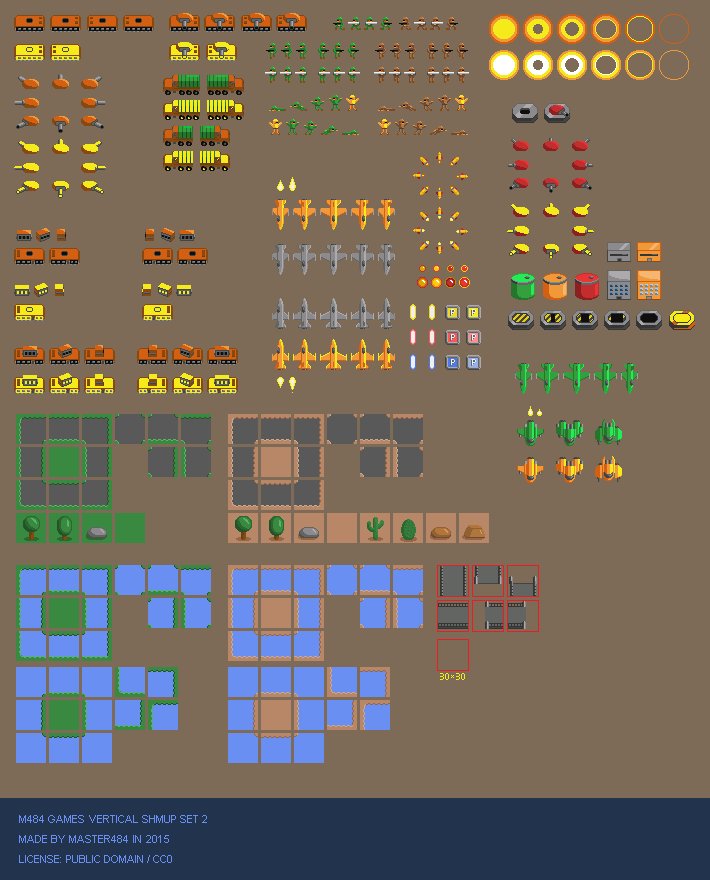 P P
P P
P P
30×30
M484 GAMES VERTICAL SHMUP SET 2
MADE BY MASTER484 IN 2015
LICENSE: PUBLIC DOMAIN / CC0